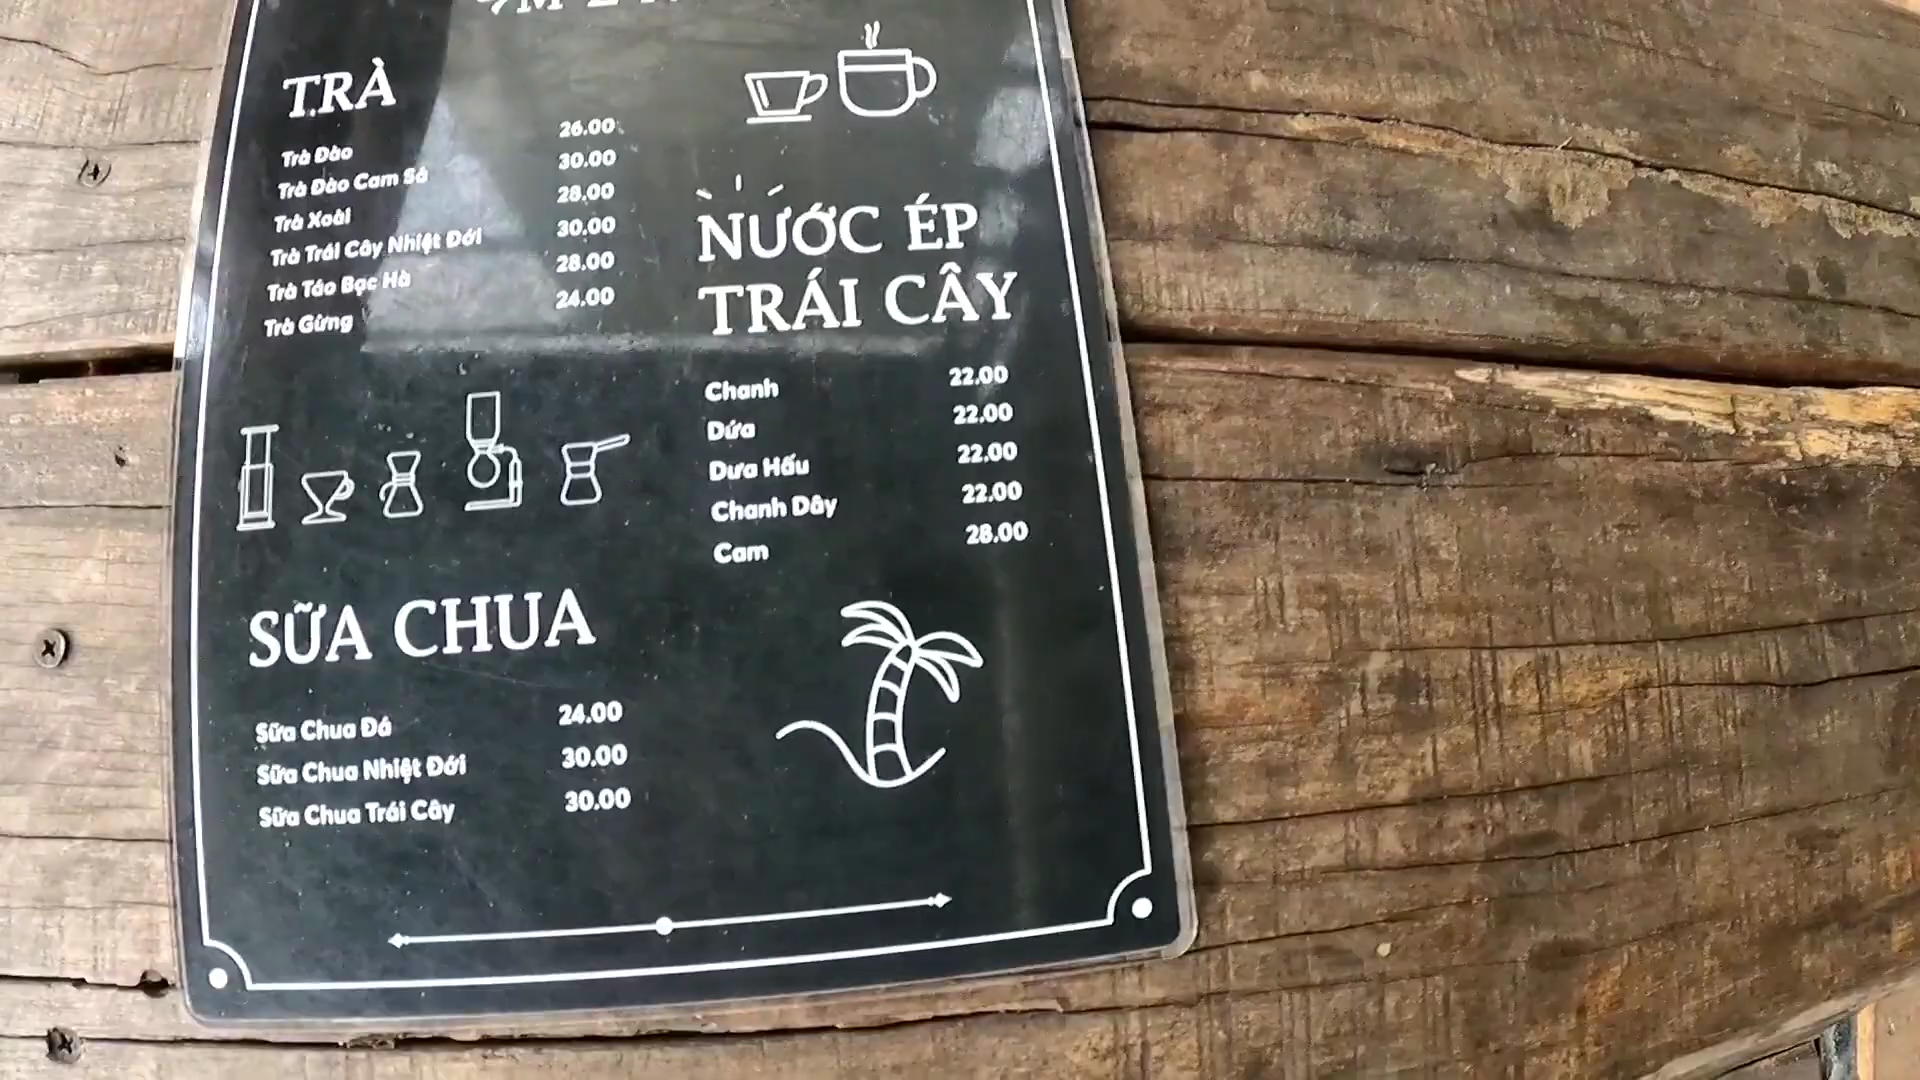 TRÀ
Trà Đào 26.00
Trà Đào Cam Sả 30.00
Trà Xoài 28.00
Trà Trái Cây Nhiệt Đới 30.00
Trà Táo Bạc Hà 28.00
Trà Gừng 24.00
SỮA CHUA
Sữa Chua Đá 24.00
Sữa Chua Nhiệt Đới 30.00
Sữa Chua Trái Cây 30.00
NƯỚC ÉP
TRÁI CÂY
Chanh 22.00
Dứa 22.00
Dưa Hấu 22.00
Chanh Dây 22.00
Cam 28.00